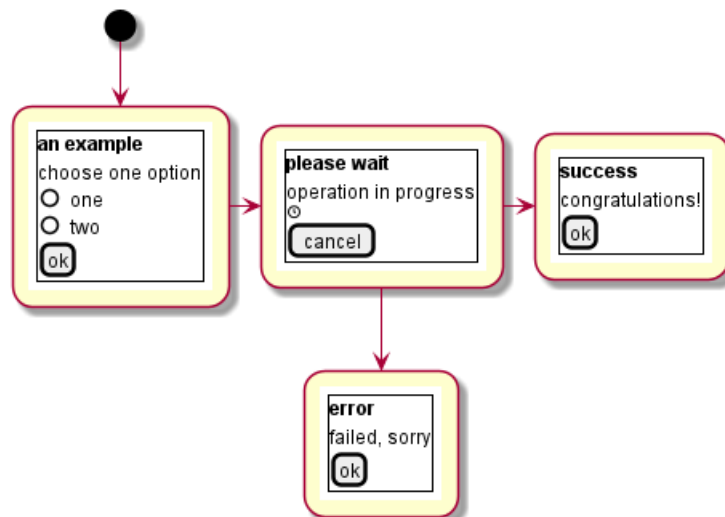 an example
choose one option
one
two
ok
please wait
operation in progress
cancel
success
congratulations!
ok
error
failed, sorry
ok